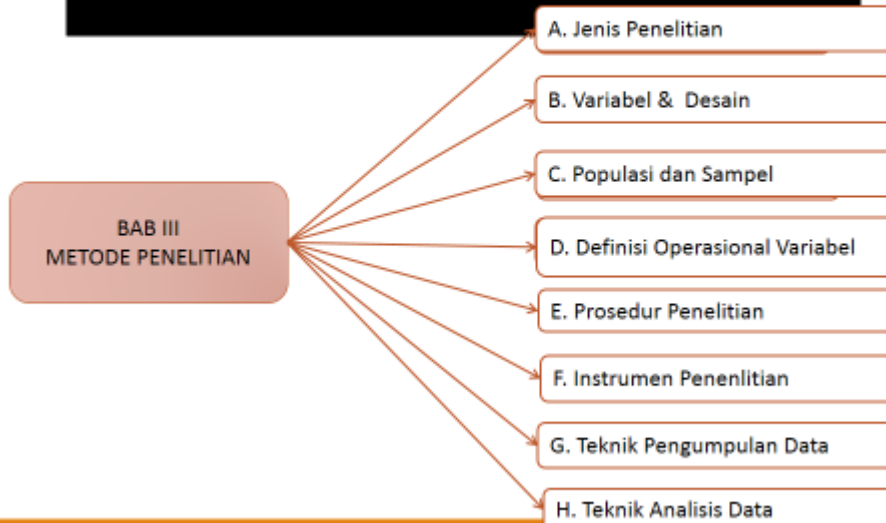 A. Jenis Penelitian
B. Variabel & Desain
C. Populasi dan Sampel
BAB III
METODE PENELITIAN
D. Definisi Operasional Variabel
E. Prosedur Penelitian
F. Instrumen Penenlitian
G. Teknik Pengumpulan Data
H. Teknik Analisis Data